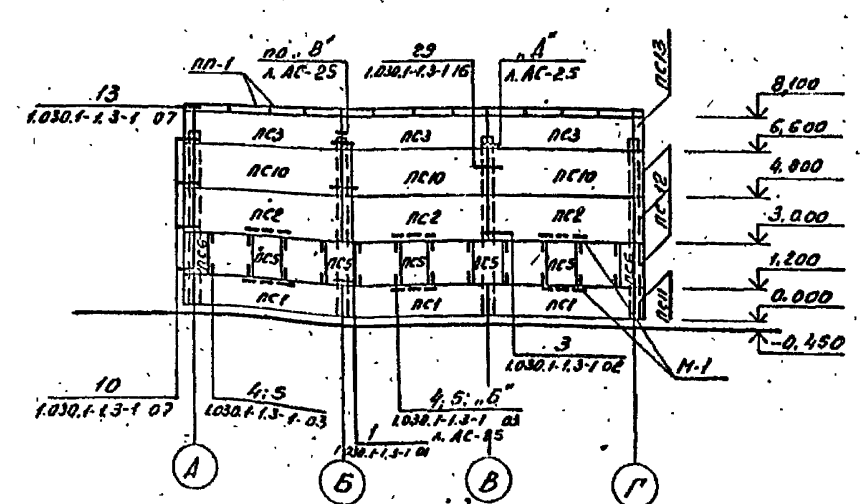 по „В"
л. АС-25
29
1.030.1-1.3-1 16
„Д"
л. АС-25
ПП-1
13
1.030.1-1.3-1 07
ПС13
8,100
ПС3
ПС3
ПС3
6,600
ПС10
ПС10
ПС10
4,800
ПС12
ПС2
ПС2
ПС2
3,000
ПС6
ПС5
ПС5
ПС5
ПС5
ПС5
ПС6
1,200
ПС1
ПС1
ПС11
0,000
-0,450
3
1.030.1-1.3-1 02
М-1
10
1.030.1-1.3-1 07
4; 5
1.030.1-1.3-1 03
4; 5; „Б"
1.030.1-1.3-1 03
л. АС-25
1
1.030.1-1.3-1 01
А
Б
В
Г